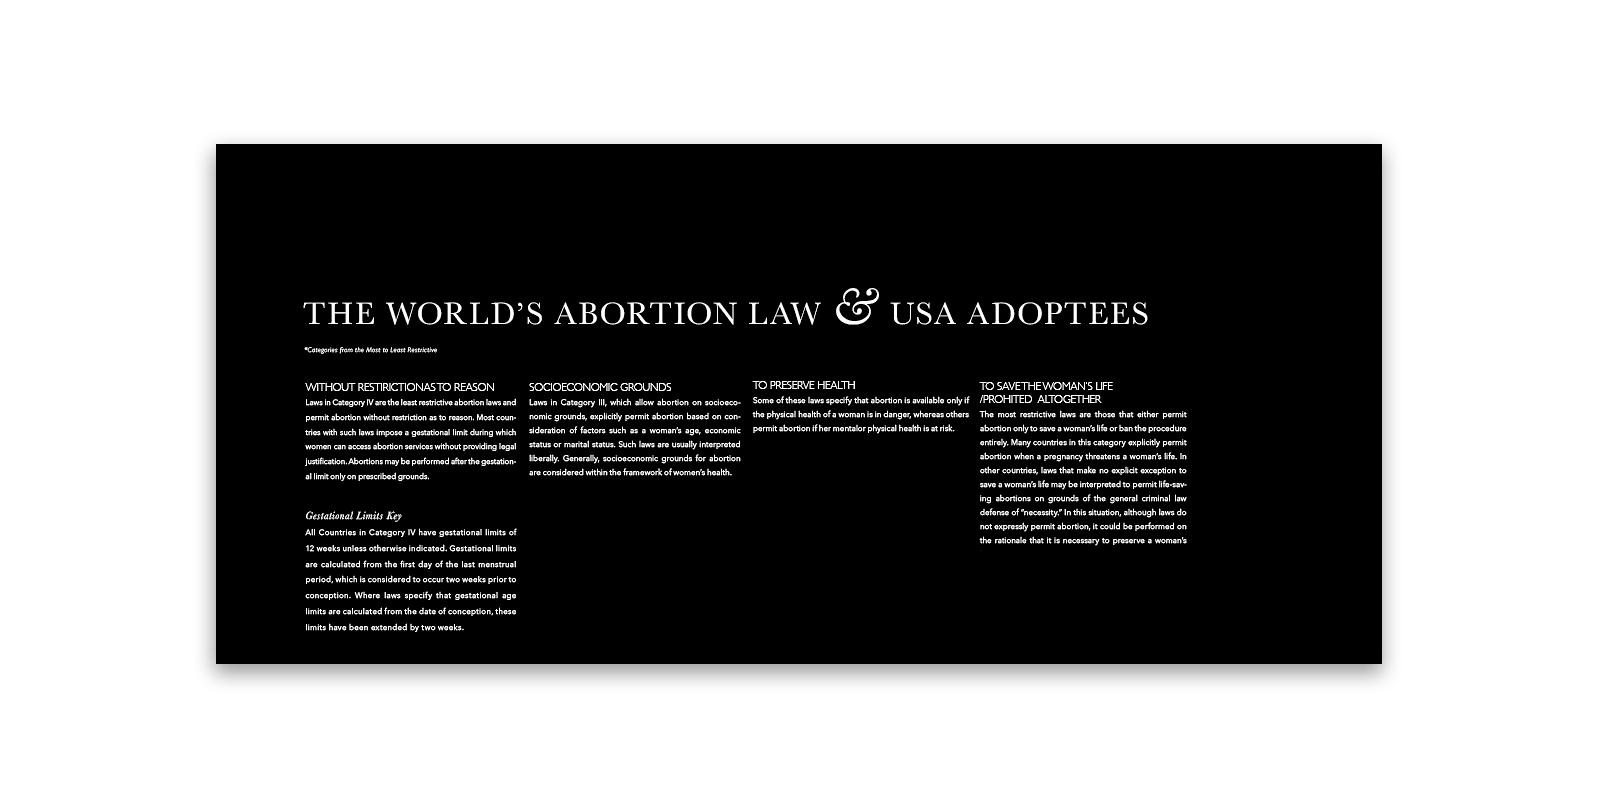 THE WORLD'S ABORTION LAW & USA ADOPTEES
*Categories from the Most to Least Restrictive
WITHOUT RESTIRICTIONAS TO REASON
Laws in Category IV are the least restrictive abortion laws and
permit abortion without restriction as to reason. Most coun-
tries with such laws impose a gestational limit during which
women can access abortion services without providing legal
justification. Abortions may be performed after the gestation-
al limit only on prescribed grounds.
Gestational Limits Key
All Countries in Category IV have gestational limits of
12 weeks unless otherwise indicated. Gestational limits
are calculated from the first day of the last menstrual
period, which is considered to occur two weeks prior to
conception. Where laws specify that gestational age
limits are calculated from the date of conception, these
limits have been extended by two weeks.
SOCIOECONOMIC GROUNDS
Laws in Category III, which allow abortion on socioeco-
nomic grounds, explicitly permit abortion based on con-
sideration of factors such as a woman's age, economic
status or marital status. Such laws are usually interpreted
liberally. Generally, socioeconomic grounds for abortion
are considered within the framework of women's health.
TO PRESERVE HEALTH
Some of these laws specify that abortion is available only if
the physical health of a woman is in danger, whereas others
permit abortion if her mentalor physical health is at risk.
TO SAVE THE WOMAN'S LIFE
/PROHITED ALTOGETHER
The most restrictive laws are those that either permit
abortion only to save a woman's life or ban the procedure
entirely. Many countries in this category explicitly permit
abortion when a pregnancy threatens a woman's life. In
other countries, laws that make no explicit exception to
save a woman's life may be interpreted to permit life-sav-
ing abortions on grounds of the general criminal law
defense of "necessity." In this situation, although laws do
not expressly permit abortion, it could be performed on
the rationale that it is necessary to preserve a woman's